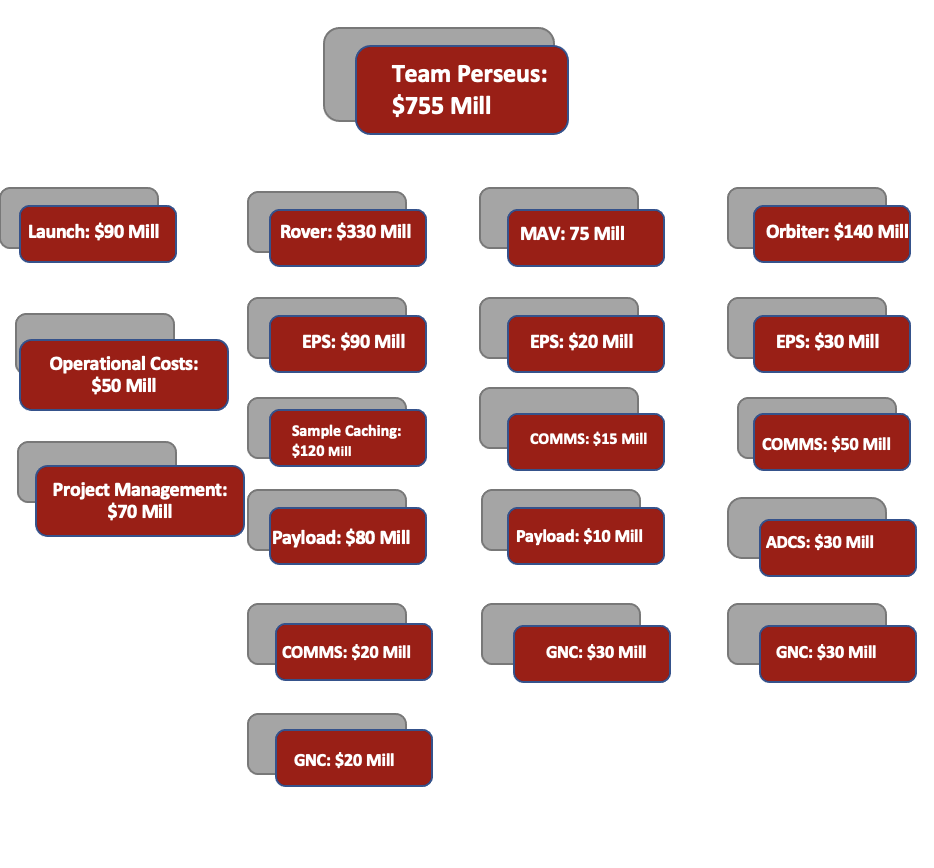 Team Perseus:
$755 Mill
Launch: $90 Mill
Rover: $330 Mill
MAV: 75 Mill
Orbiter: $140 Mill
Operational Costs:
$50 Mill
EPS: $90 Mill
EPS: $20 Mill
EPS: $30 Mill
Sample Caching:
$120 Mill
COMMS: $15 Mill
COMMS: $50 Mill
Project Management:
$70 Mill
Payload: $80 Mill
Payload: $10 Mill
ADCS: $30 Mill
COMMS: $20 Mill
GNC: $30 Mill
GNC: $30 Mill
GNC: $20 Mill